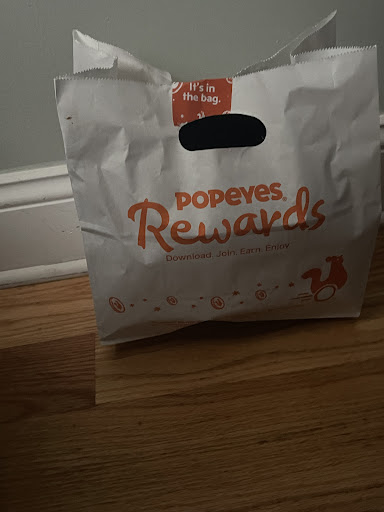 It's in
the bag.
POPEYES
Rewards
Download. Join. Earn. Enjoy.